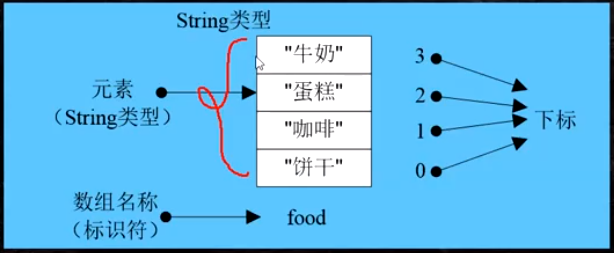 String类型
"牛奶"
3
元素
（String类型）
"蛋糕"
2
下标
"咖啡"
1
"饼干"
0
数组名称
（标识符）
food